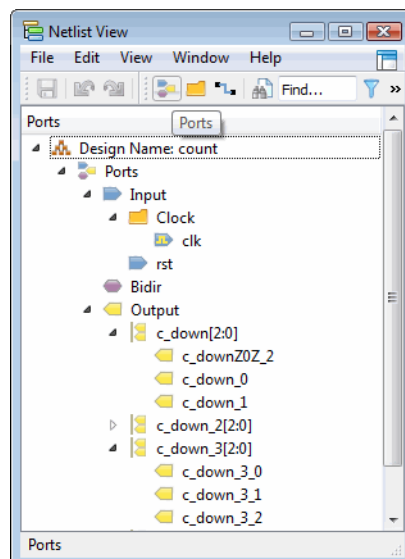 Netlist View
File Edit View Window Help
Find... »
Ports
Ports
Design Name: count
Ports
Input
Clock
clk
rst
Bidir
Output
c_down[2:0]
c_downZ0Z_2
c_down_0
c_down_1
c_down_2[2:0]
c_down_3[2:0]
c_down_3_0
c_down_3_1
c_down_3_2
Ports